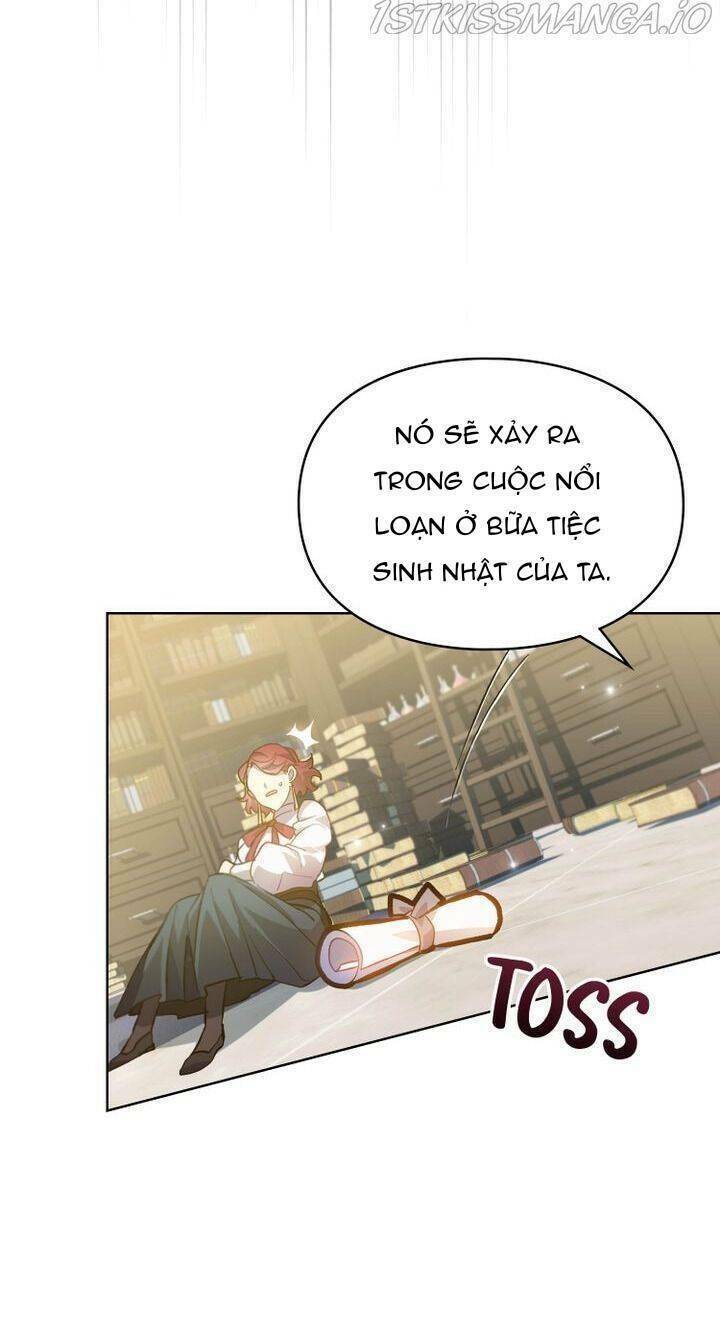 1STKISSMANGA.IO
NÓ SẼ XẢY RA
TRONG CUỘC NỔI
LOẠN Ở BỮA TIỆC
SINH NHẬT CỦA TA.
TOSS